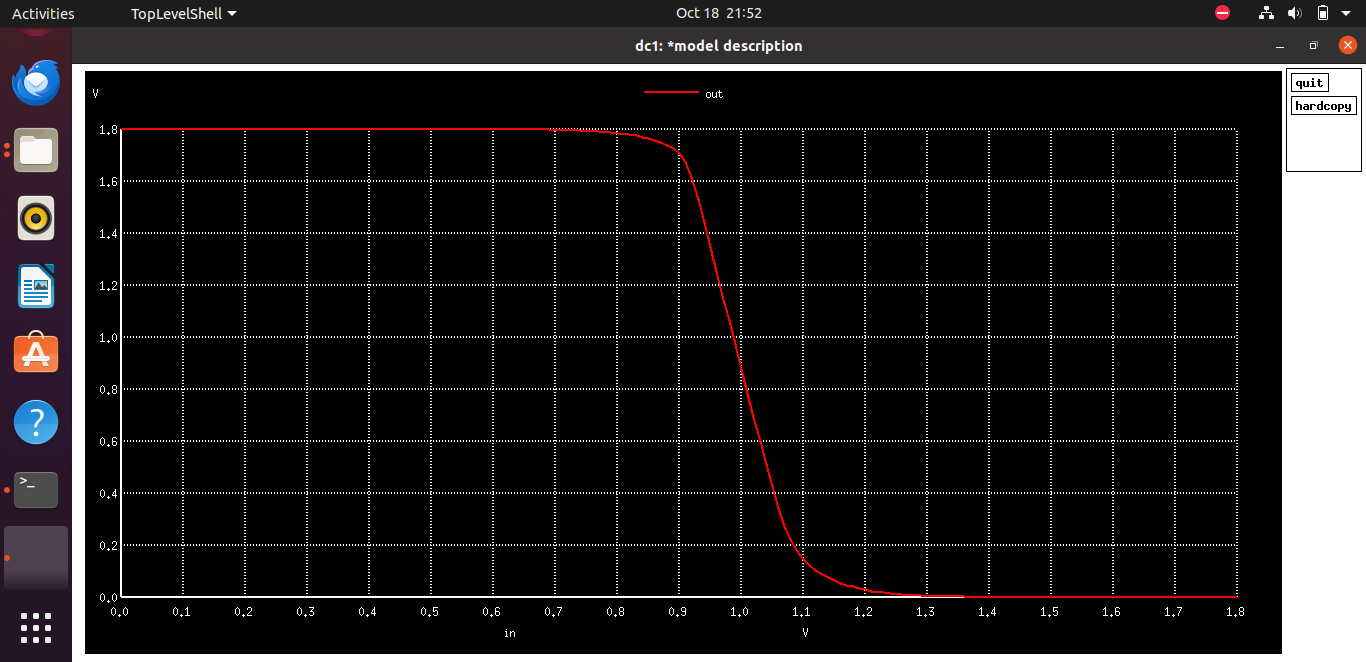 Activities TopLevelShell Oct 18 21:52
dc1: *model description
quit
hardcopy
V out
1.8
1.6
1.4
1.2
1.0
0.8
0.6
0.4
0.2
0.0
0.0 0.1 0.2 0.3 0.4 0.5 0.6 0.7 0.8 0.9 1.0 1.1 1.2 1.3 1.4 1.5 1.6 1.7 1.8
in V